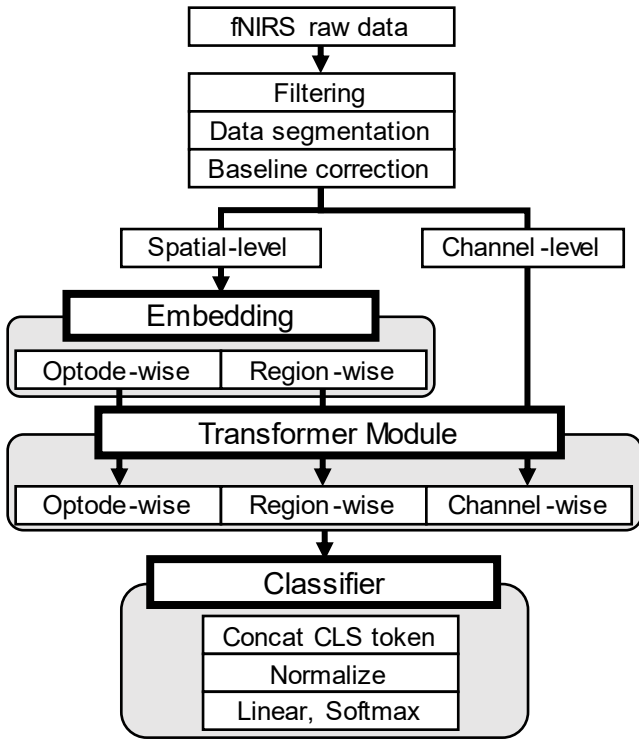 fNIRS raw data
Filtering
Data segmentation
Baseline correction
Spatial-level
Channel-level
Embedding
Optode-wise
Region-wise
Transformer Module
Optode-wise
Region-wise
Channel-wise
Classifier
Concat CLS token
Normalize
Linear, Softmax